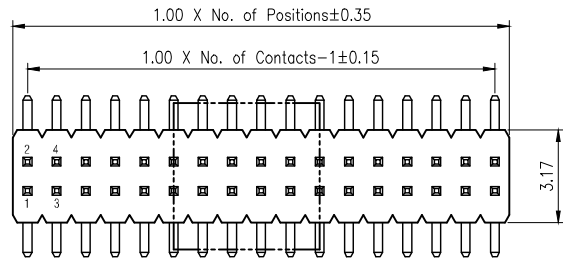 1.00 X No. of Positions±0.35
1.00 X No. of Contacts-1±0.15
2 4
1 3
3.17